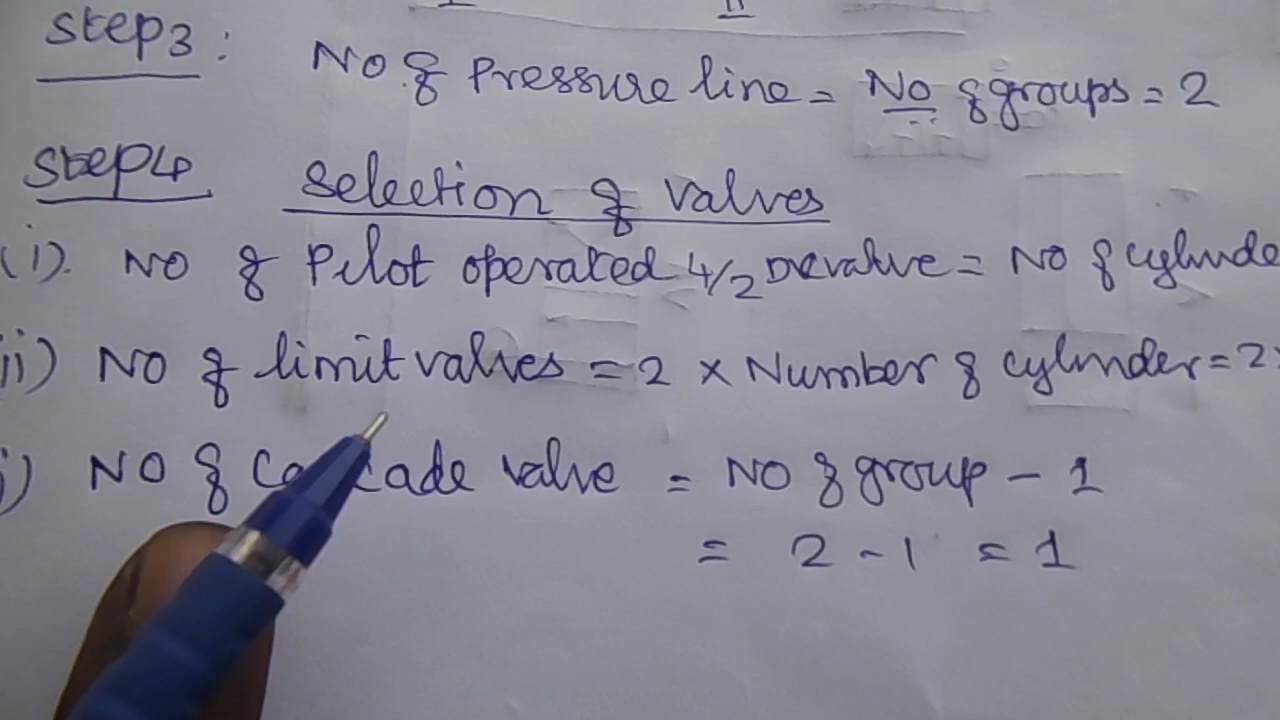 Step3:
No of Pressure line = No of groups = 2
Step4
Selection of valves
(i). No of Pilot operated 4/2 DC valve = No of cylinde
ii) No of limit valves = 2 × Number of cylinder = 2×
i) No of Cascade valve = No of group - 1
= 2 - 1 = 1